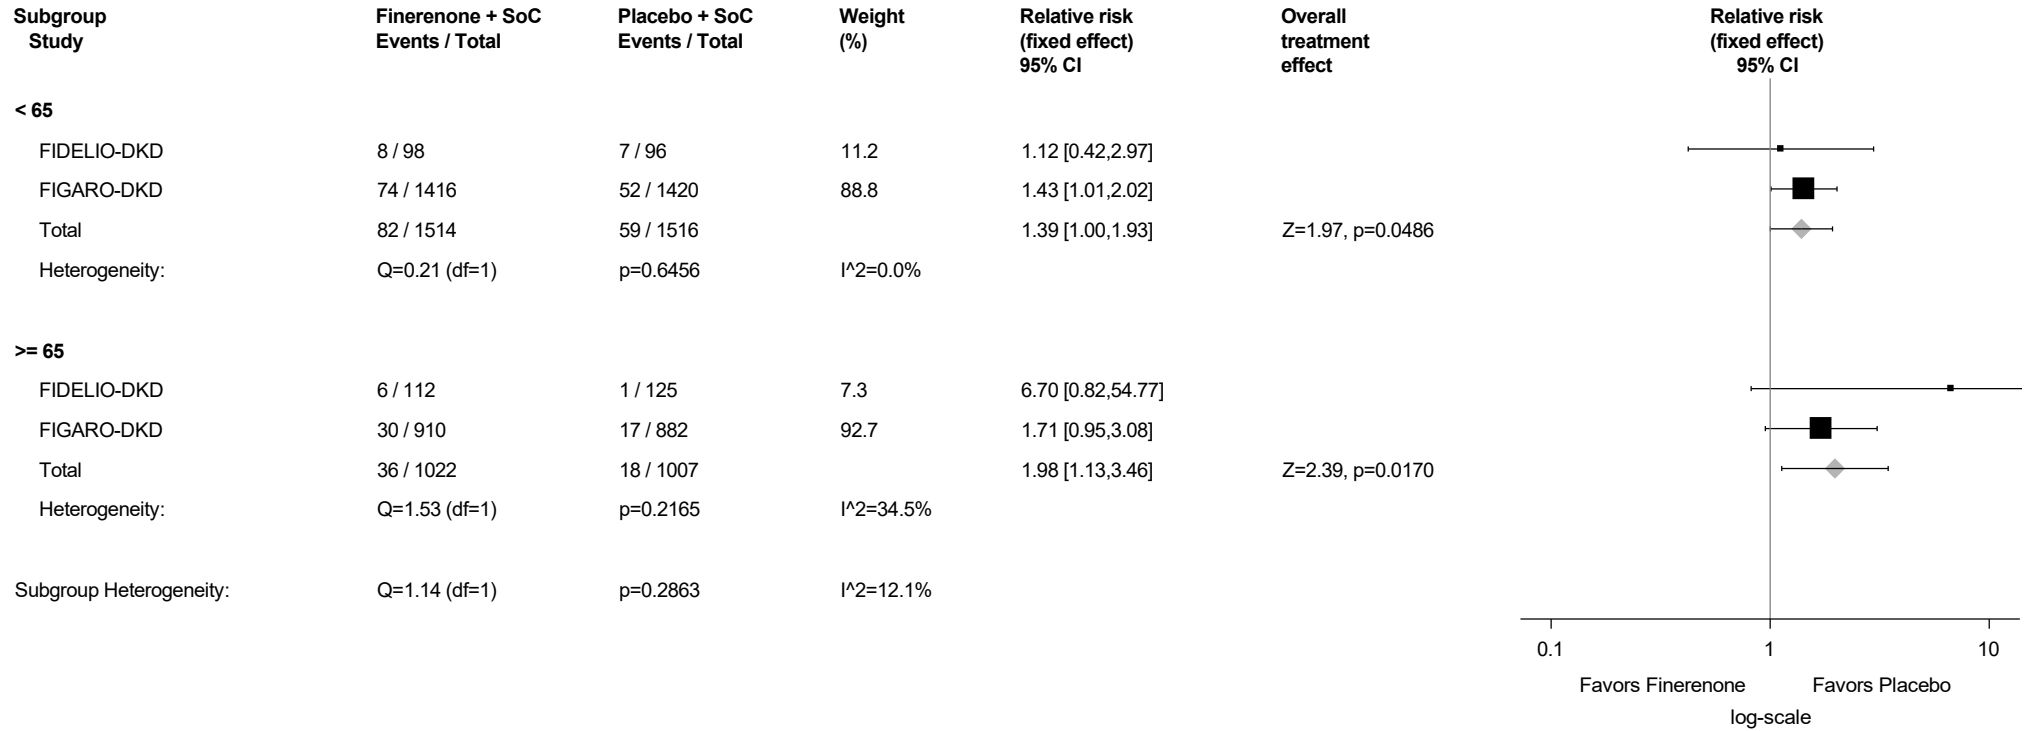 Subgroup Finerenone + SoC Placebo + SoC Weight Relative risk Overall Relative risk
Study Events / Total Events / Total (%) (fixed effect) treatment (fixed effect)
95% CI effect 95% CI
< 65
FIDELIO-DKD 8 / 98 7 / 96 11.2 1.12 [0.42,2.97]
FIGARO-DKD 74 / 1416 52 / 1420 88.8 1.43 [1.01,2.02]
Total 82 / 1514 59 / 1516 1.39 [1.00,1.93] Z=1.97, p=0.0486
Heterogeneity: Q=0.21 (df=1) p=0.6456 I^2=0.0%
>= 65
FIDELIO-DKD 6 / 112 1 / 125 7.3 6.70 [0.82,54.77]
FIGARO-DKD 30 / 910 17 / 882 92.7 1.71 [0.95,3.08]
Total 36 / 1022 18 / 1007 1.98 [1.13,3.46] Z=2.39, p=0.0170
Heterogeneity: Q=1.53 (df=1) p=0.2165 I^2=34.5%
Subgroup Heterogeneity: Q=1.14 (df=1) p=0.2863 I^2=12.1%
0.1 1 10
Favors Finerenone Favors Placebo
log-scale